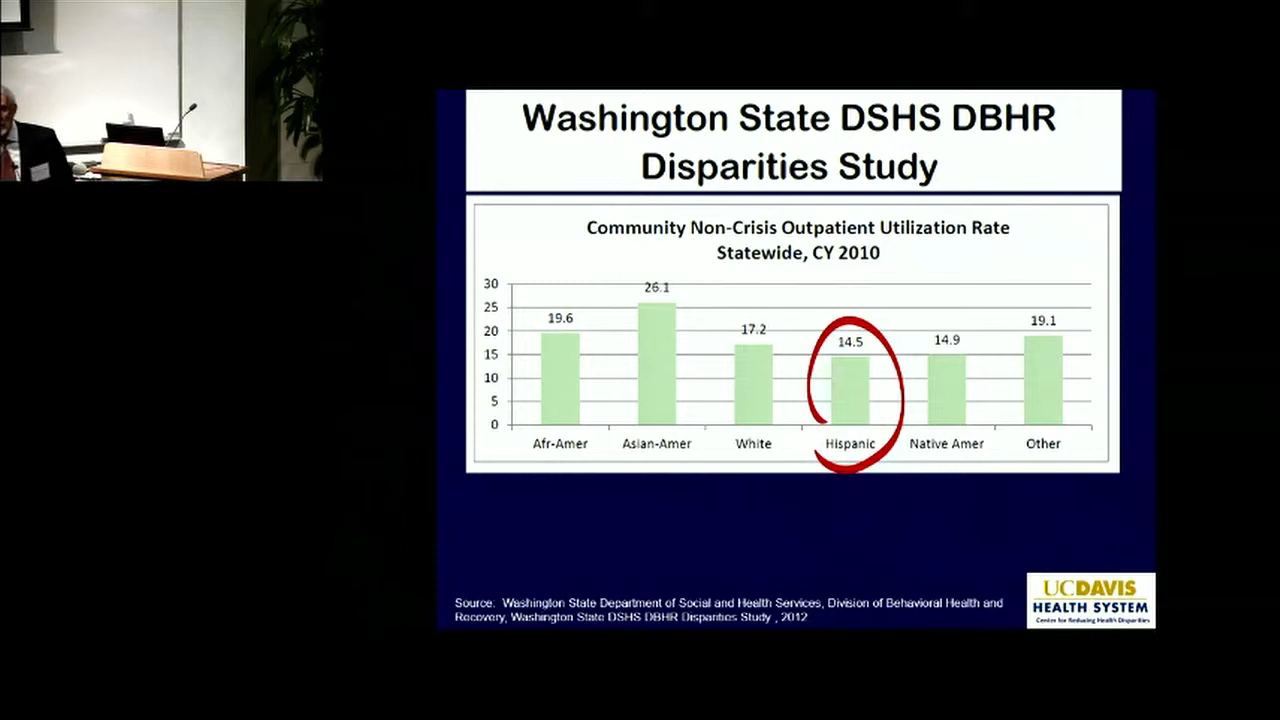 Washington State DSHS DBHR
Disparities Study
Community Non-Crisis Outpatient Utilization Rate
Statewide, CY 2010
30
25
20
15
10
5
0
19.6
26.1
17.2
14.5
14.9
19.1
Afr-Amer
Asian-Amer
White
Hispanic
Native Amer
Other
Source: Washington State Department of Social and Health Services, Division of Behavioral Health and
Recovery, Washington State DSHS DBHR Disparities Study , 2012
UCDAVIS
HEALTH SYSTEM
Center for Reducing Health Disparities